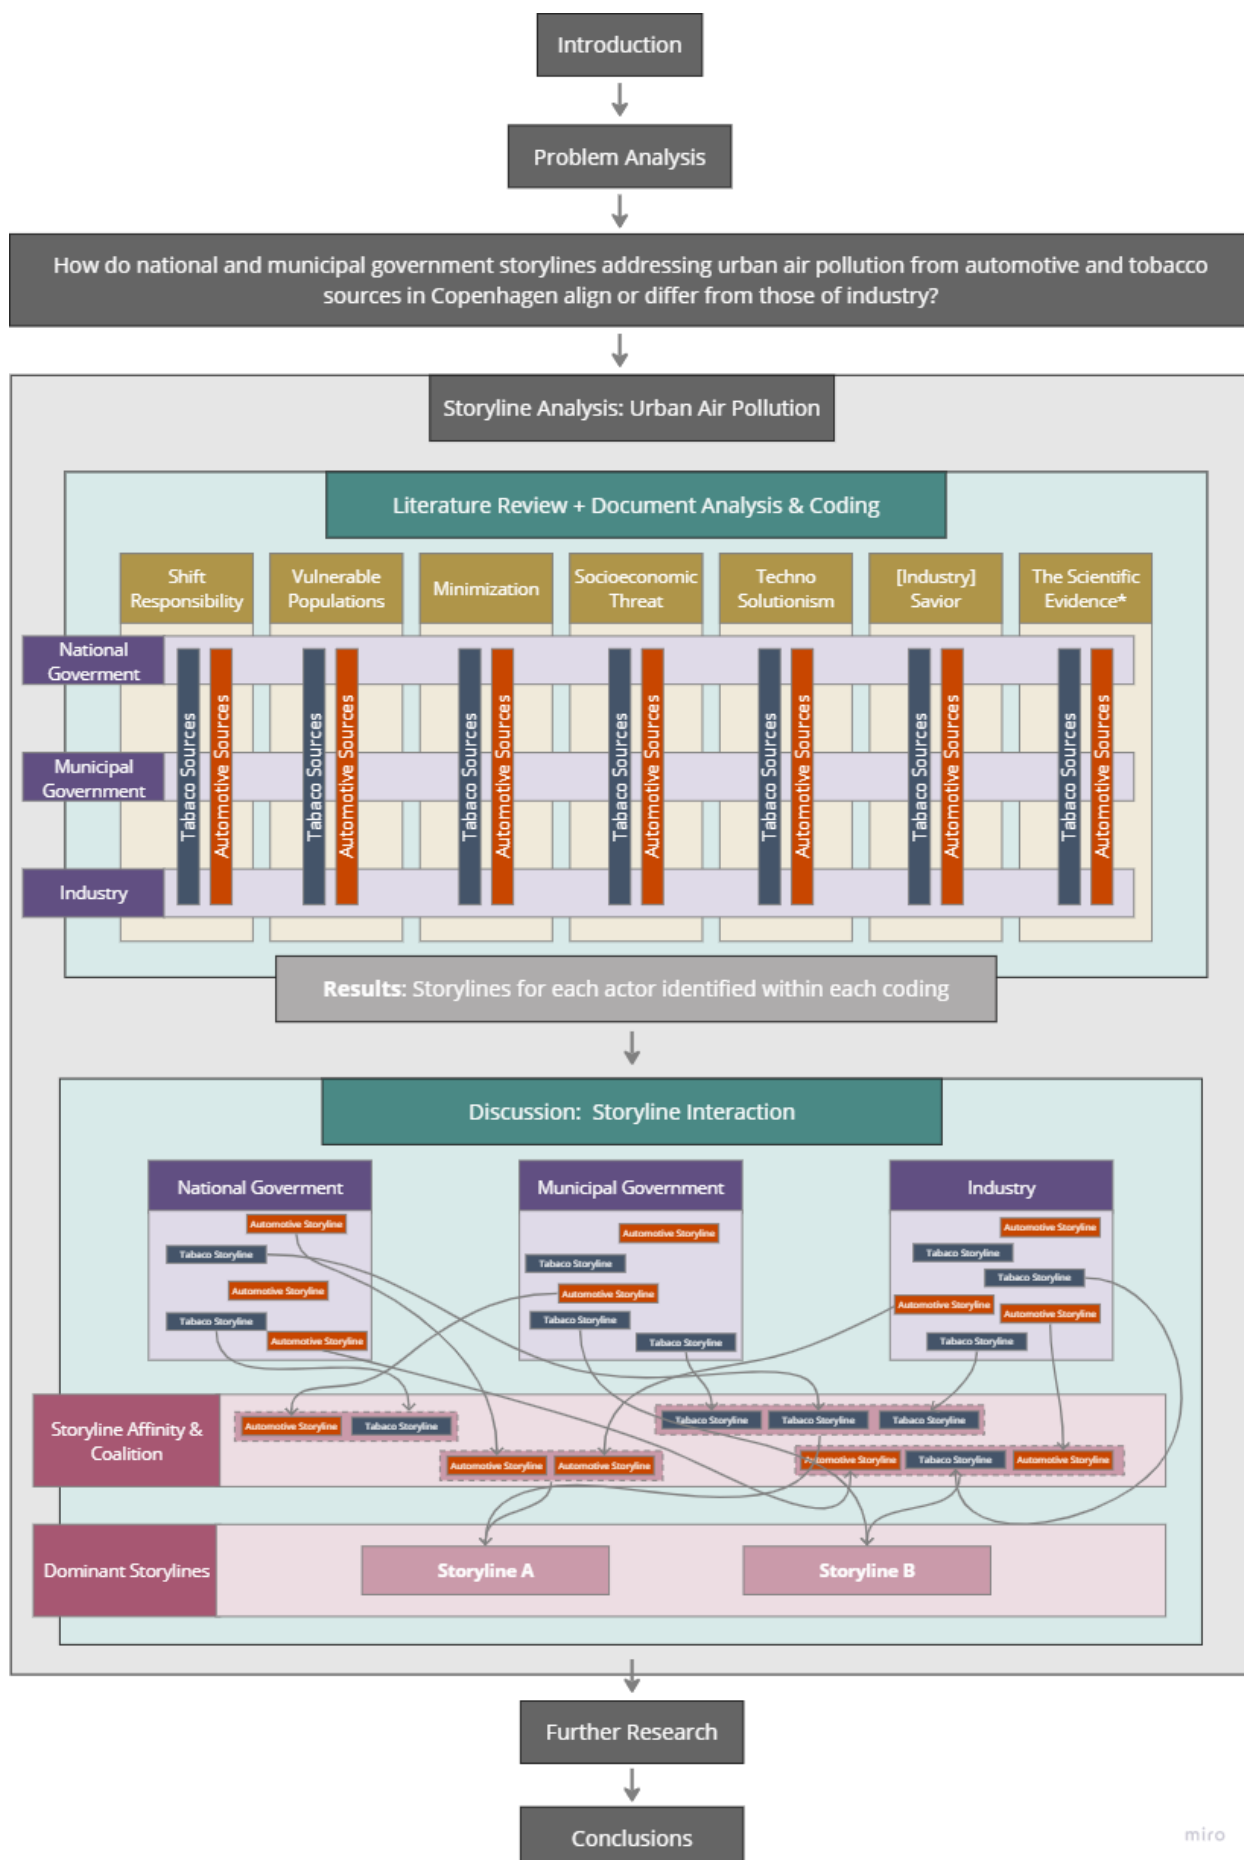 Introduction
Problem Analysis
How do national and municipal government storylines addressing urban air pollution from automotive and tobacco
sources in Copenhagen align or differ from those of industry?
Storyline Analysis: Urban Air Pollution
Literature Review + Document Analysis & Coding
Shift
Responsibility
Vulnerable
Populations
Minimization
Socioeconomic
Threat
Techno
Solutionism
[Industry]
Savior
The Scientific
Evidence*
National
Goverment
Municipal
Government
Industry
Tabaco Sources
Automotive Sources
Tabaco Sources
Automotive Sources
Tabaco Sources
Automotive Sources
Tabaco Sources
Automotive Sources
Tabaco Sources
Automotive Sources
Tabaco Sources
Automotive Sources
Tabaco Sources
Automotive Sources
Results: Storylines for each actor identified within each coding
Discussion: Storyline Interaction
National Goverment
Automotive Storyline
Tabaco Storyline
Automotive Storyline
Tabaco Storyline
Automotive Storyline
Municipal Government
Automotive Storyline
Tabaco Storyline
Automotive Storyline
Tabaco Storyline
Tabaco Storyline
Industry
Automotive Storyline
Tabaco Storyline
Tabaco Storyline
Automotive Storyline
Automotive Storyline
Tabaco Storyline
Storyline Affinity &
Coalition
Automotive Storyline
Tabaco Storyline
Tabaco Storyline
Tabaco Storyline
Tabaco Storyline
Automotive Storyline
Automotive Storyline
Automotive Storyline
Tabaco Storyline
Automotive Storyline
Dominant Storylines
Storyline A
Storyline B
Further Research
Conclusions
miro